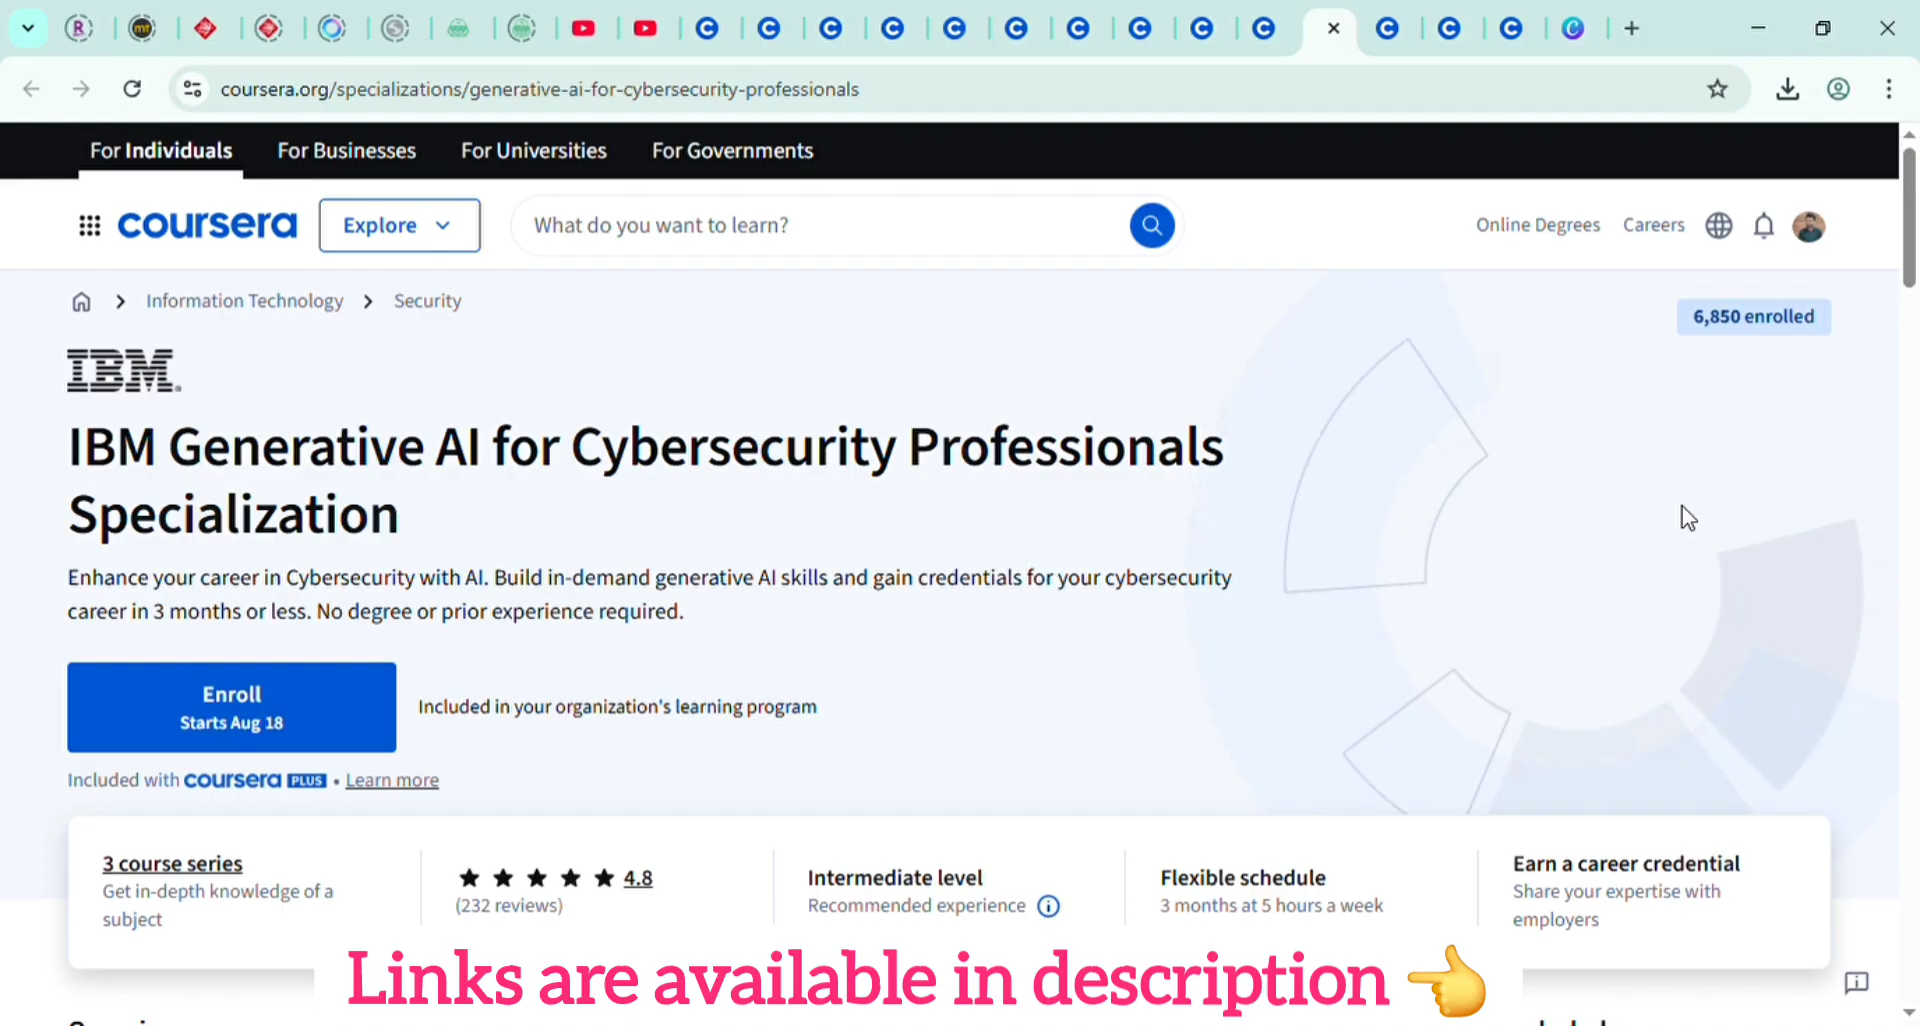 coursera.org/specializations/generative-ai-for-cybersecurity-professionals
For Individuals For Businesses For Universities For Governments
coursera Explore What do you want to learn? Online Degrees Careers
Information Technology Security
6,850 enrolled
IBM
IBM Generative AI for Cybersecurity Professionals
Specialization
Enhance your career in Cybersecurity with AI. Build in-demand generative AI skills and gain credentials for your cybersecurity
career in 3 months or less. No degree or prior experience required.
Enroll
Starts Aug 18
Included in your organization's learning program
Included with coursera PLUS • Learn more
3 course series
Get in-depth knowledge of a
subject
4.8
(232 reviews)
Intermediate level
Recommended experience
Flexible schedule
3 months at 5 hours a week
Earn a career credential
Share your expertise with
employers
Links are available in description